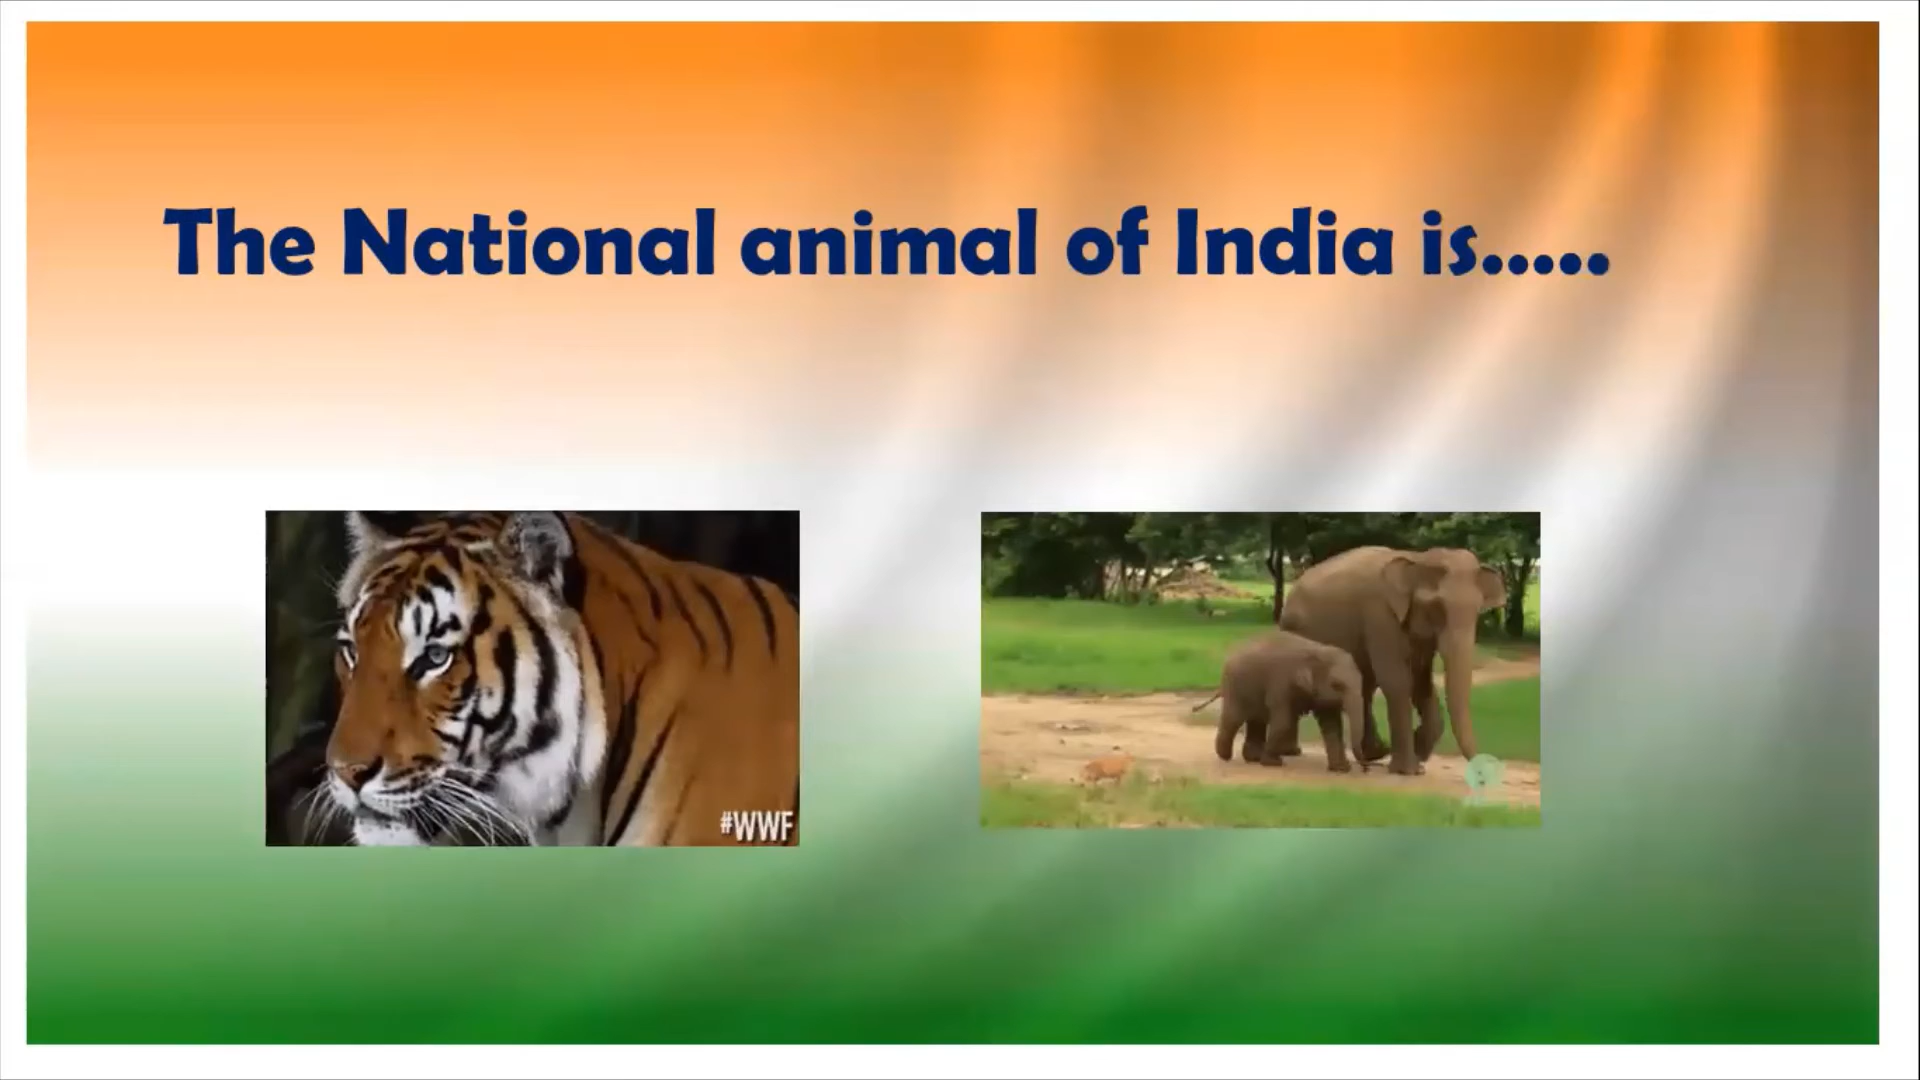 The National animal of India is.....
#WWF